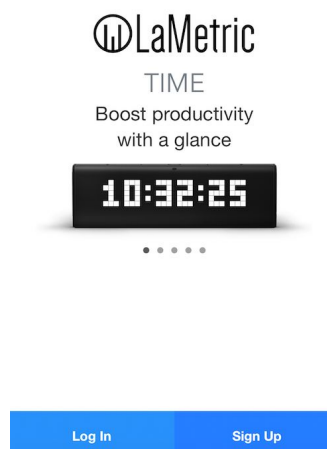 LaMetric
TIME
Boost productivity
with a glance
10:32:25
Log In
Sign Up